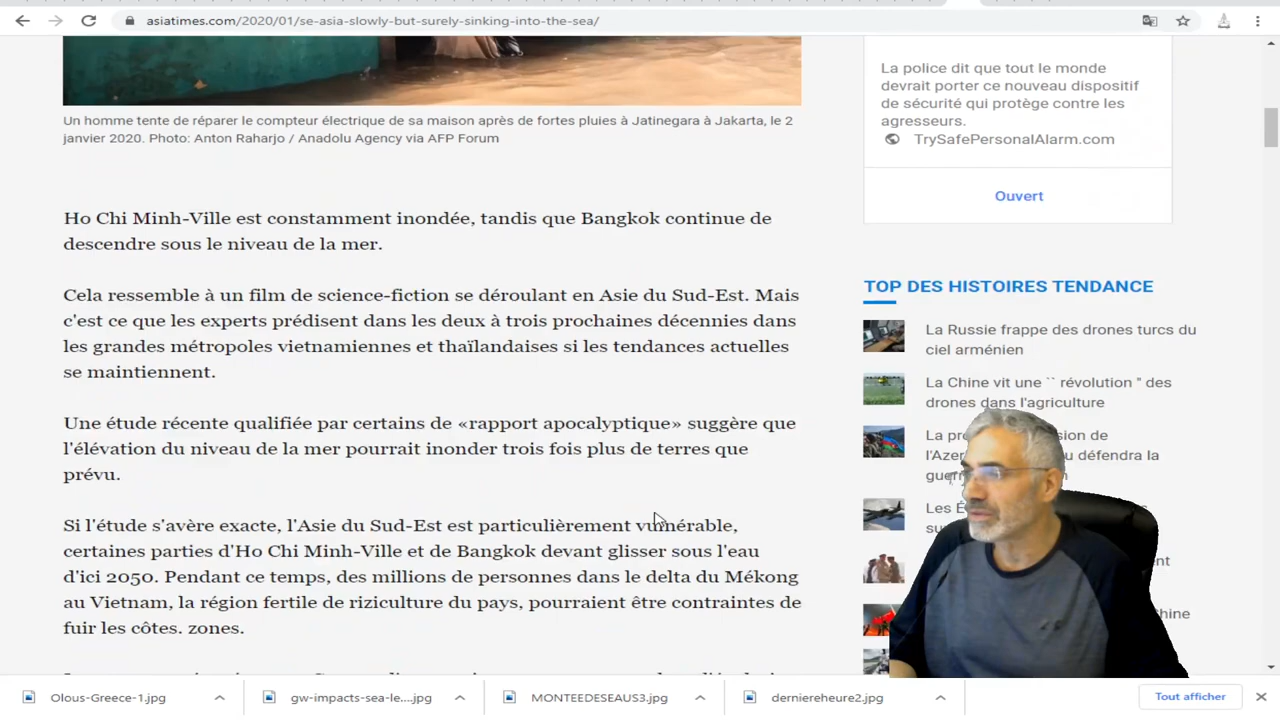 asiatimes.com/2020/01/se-asia-slowly-but-surely-sinking-into-the-sea/
Un homme tente de réparer le compteur électrique de sa maison après de fortes pluies à Jatinegara à Jakarta, le 2
janvier 2020. Photo: Anton Raharjo / Anadolu Agency via AFP Forum
Ho Chi Minh-Ville est constamment inondée, tandis que Bangkok continue de
descendre sous le niveau de la mer.
Cela ressemble à un film de science-fiction se déroulant en Asie du Sud-Est. Mais
c'est ce que les experts prédisent dans les deux à trois prochaines décennies dans
les grandes métropoles vietnamiennes et thaïlandaises si les tendances actuelles
se maintiennent.
Une étude récente qualifiée par certains de «rapport apocalyptique» suggère que
l'élévation du niveau de la mer pourrait inonder trois fois plus de terres que
prévu.
Si l'étude s'avère exacte, l'Asie du Sud-Est est particulièrement vulnérable,
certaines parties d'Ho Chi Minh-Ville et de Bangkok devant glisser sous l'eau
d'ici 2050. Pendant ce temps, des millions de personnes dans le delta du Mékong
au Vietnam, la région fertile de riziculture du pays, pourraient être contraintes de
fuir les côtes. zones.
La police dit que tout le monde
devrait porter ce nouveau dispositif
de sécurité qui protège contre les
agresseurs.
TrySafePersonalAlarm.com
Ouvert
TOP DES HISTOIRES TENDANCE
La Russie frappe des drones turcs du
ciel arménien
La Chine vit une `` révolution '' des
drones dans l'agriculture
La de
l'Azer défendra la
Les
Olous-Greece-1.jpg
gw-impacts-sea-le....jpg
MONTEEDESEAUS3.jpg
derniereheure2.jpg
Tout afficher